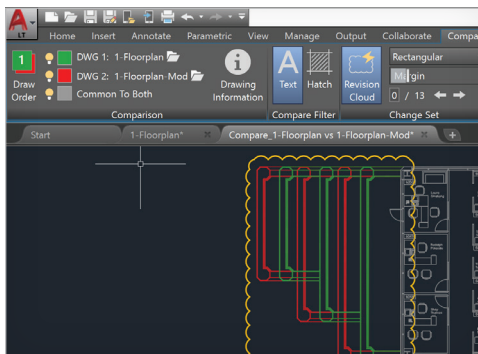 A
LT
Home Insert Annotate Parametric View Manage Output Collaborate Compa
1
DWG 1: 1-Floorplan
DWG 2: 1-Floorplan-Mod
Common To Both
Draw
Order
i
Drawing
Information
Comparison
A
Text
Hatch
Compare Filter
Revision
Cloud
Rectangular
Margin
0 / 13
Change Set
Start 1-Floorplan* Compare_1-Floorplan vs 1-Floorplan-Mod*